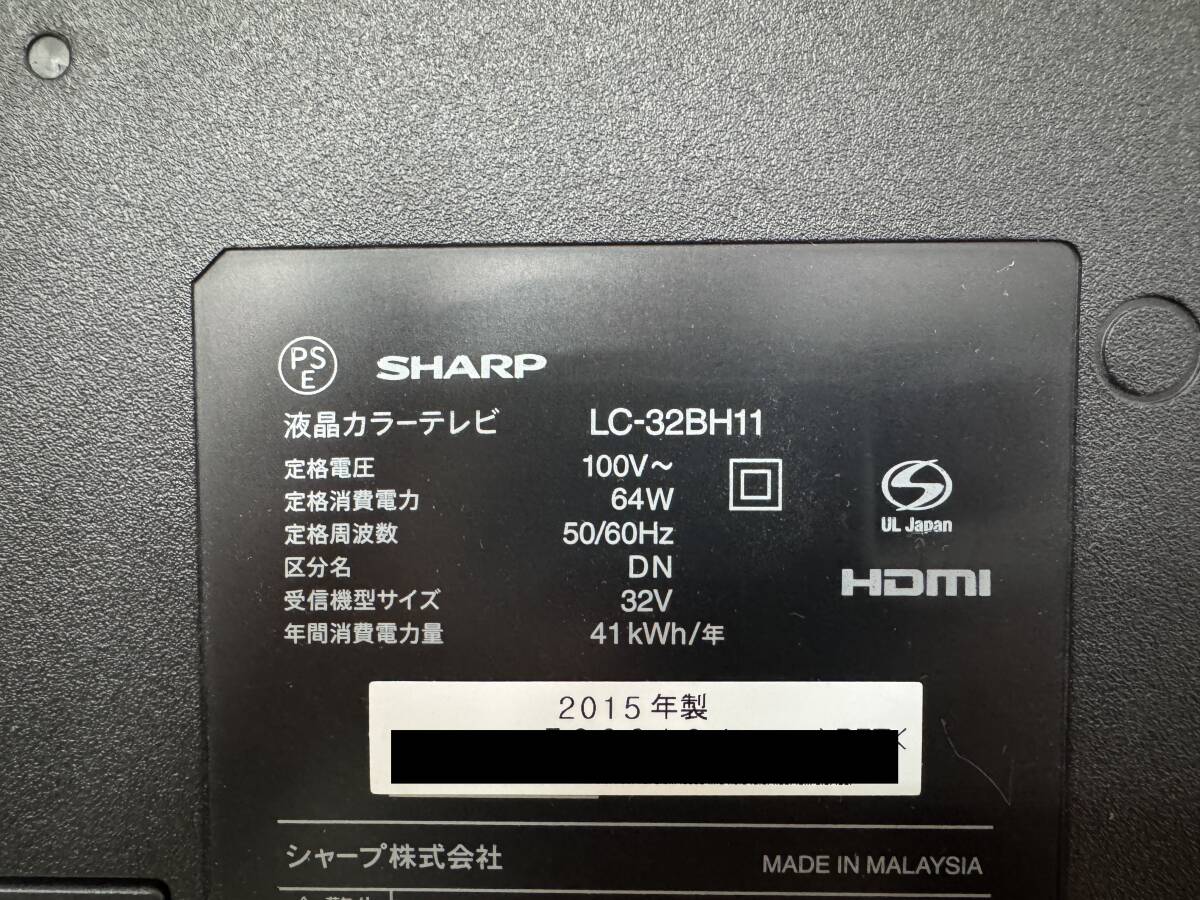 PS
E
SHARP
液晶カラーテレビ LC-32BH11
定格電圧 100V～
定格消費電力 64W
定格周波数 50/60Hz
区分名 DN
受信機型サイズ 32V
年間消費電力量 41kWh/年
UL Japan
HDMI
2015年製
シャープ株式会社 MADE IN MALAYSIA